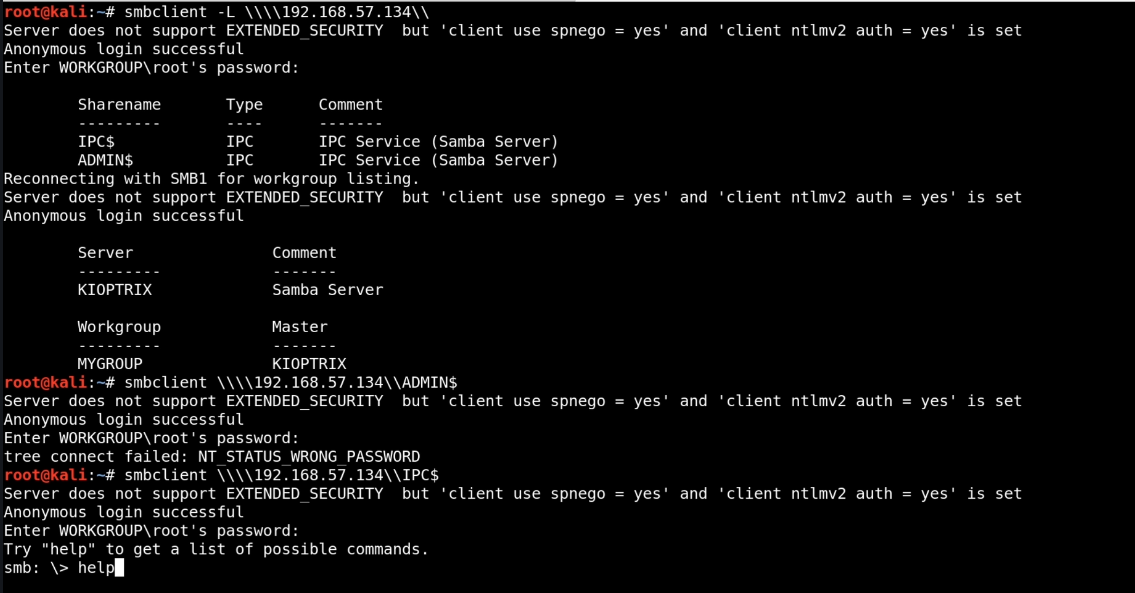 root@kali:~# smbclient -L \\\\192.168.57.134\\
Server does not support EXTENDED_SECURITY  but 'client use spnego = yes' and 'client ntlmv2 auth = yes' is set
Anonymous login successful
Enter WORKGROUP\root's password:
Sharename       Type      Comment
---------       ----      -------
IPC$            IPC       IPC Service (Samba Server)
ADMIN$          IPC       IPC Service (Samba Server)
Reconnecting with SMB1 for workgroup listing.
Server does not support EXTENDED_SECURITY  but 'client use spnego = yes' and 'client ntlmv2 auth = yes' is set
Anonymous login successful
Server               Comment
---------            -------
KIOPTRIX             Samba Server
Workgroup            Master
---------            -------
MYGROUP              KIOPTRIX
root@kali:~# smbclient \\\\192.168.57.134\\ADMIN$
Server does not support EXTENDED_SECURITY  but 'client use spnego = yes' and 'client ntlmv2 auth = yes' is set
Anonymous login successful
Enter WORKGROUP\root's password:
tree connect failed: NT_STATUS_WRONG_PASSWORD
root@kali:~# smbclient \\\\192.168.57.134\\IPC$
Server does not support EXTENDED_SECURITY  but 'client use spnego = yes' and 'client ntlmv2 auth = yes' is set
Anonymous login successful
Enter WORKGROUP\root's password:
Try "help" to get a list of possible commands.
smb: \> help